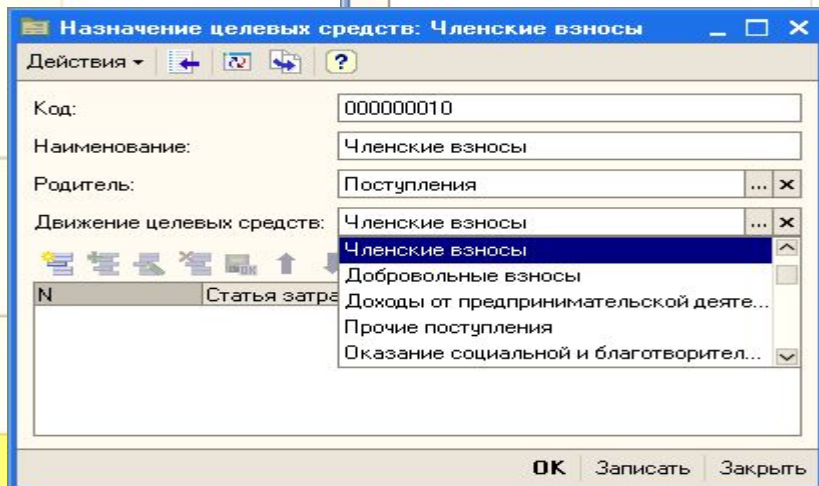 Назначение целевых средств: Членские взносы
Действия
Код:
000000010
Наименование:
Членские взносы
Родитель:
Поступления
...
Движение целевых средств:
Членские взносы
...
Членские взносы
Добровольные взносы
Доходы от предпринимательской деяте...
Прочие поступления
Оказание социальной и благотворител...
N
Статья затра
OK
Записать
Закрыть